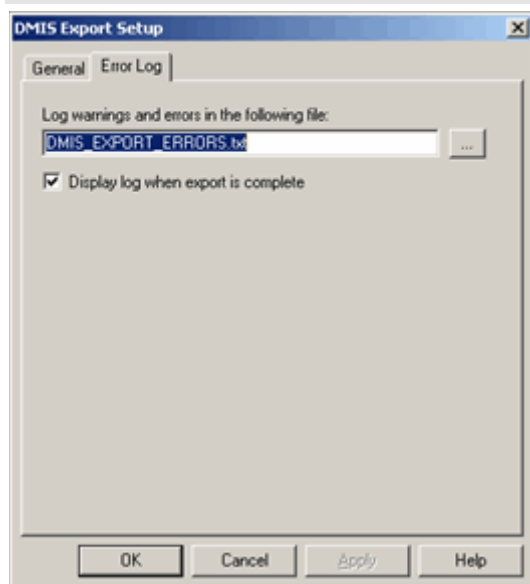 DMIS Export Setup
General Error Log
Log warnings and errors in the following file:
DMIS_EXPORT_ERRORS.txt
...
Display log when export is complete
OK Cancel Apply Help